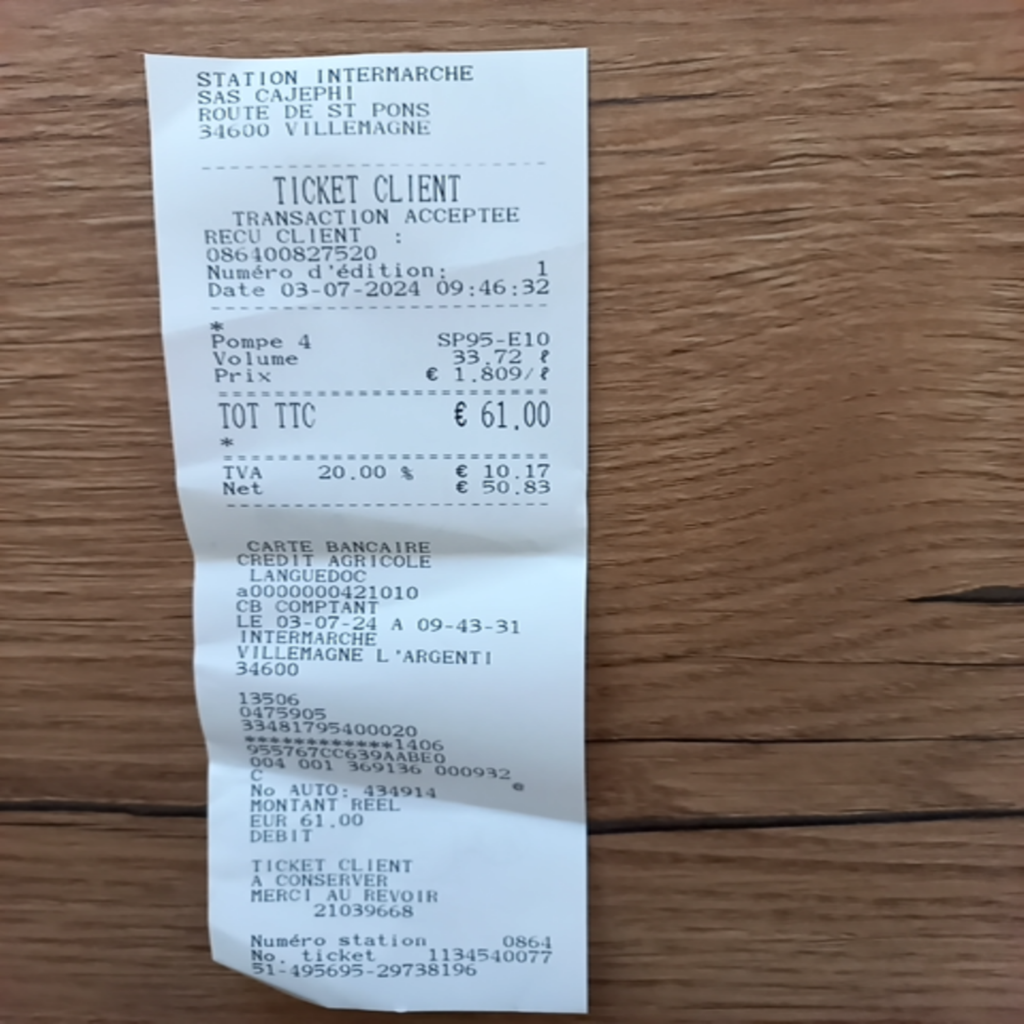 STATION INTERMARCHE
SAS CAJEPHI
ROUTE DE ST PONS
34600 VILLEMAGNE
--------------------------------
TICKET CLIENT
TRANSACTION ACCEPTEE
RECU CLIENT :
086400827520
Numéro d'édition: 1
Date 03-07-2024 09:46:32
--------------------------------
*
Pompe 4 SP95-E10
Volume 33.72 ℓ
Prix € 1.809/ℓ
================================
TOT TTC € 61.00
*
================================
TVA 20.00 % € 10.17
Net € 50.83
--------------------------------
CARTE BANCAIRE
CREDIT AGRICOLE
LANGUEDOC
a0000000421010
CB COMPTANT
LE 03-07-24 A 09-43-31
INTERMARCHE
VILLEMAGNE L'ARGENTI
34600
13506
0475905
33481795400020
************1406
955767CC639AABE0
004 001 369136 000932
C @
No AUTO: 434914
MONTANT REEL
EUR 61.00
DEBIT
TICKET CLIENT
A CONSERVER
MERCI AU REVOIR
21039668
Numéro station 0864
No. ticket 1134540077
51-495695-29738196